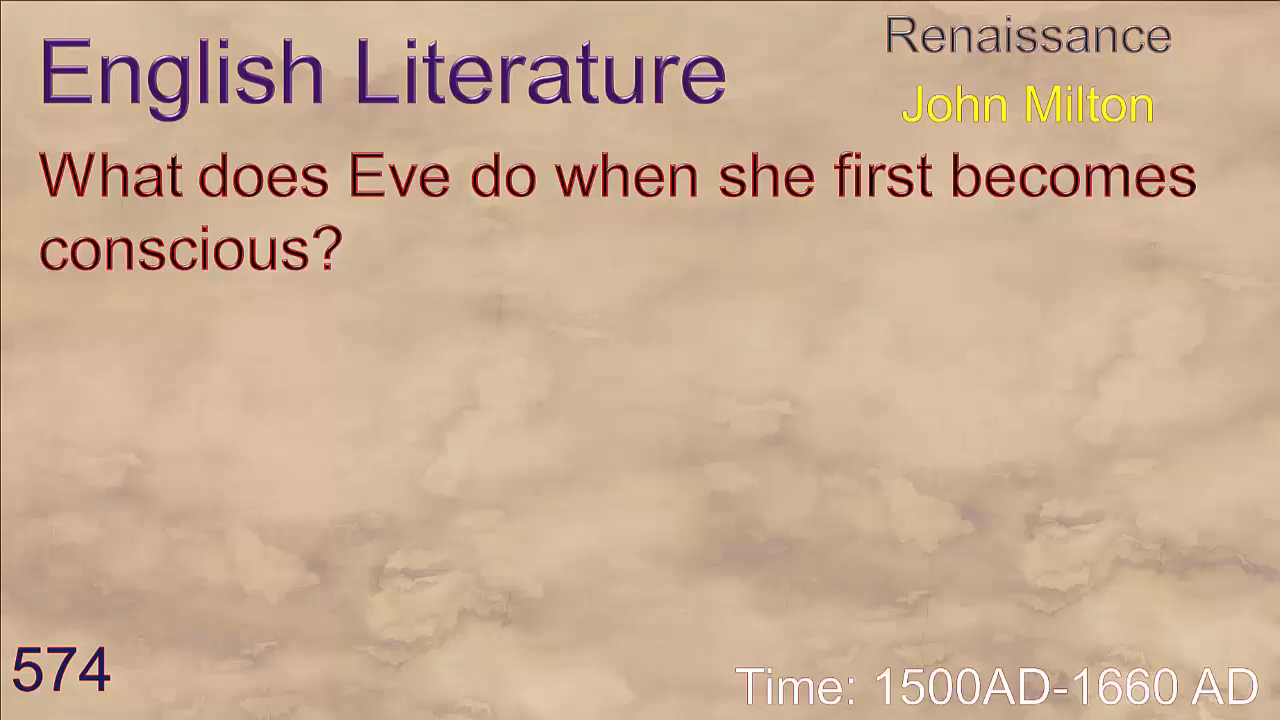 English Literature
Renaissance
John Milton
What does Eve do when she first becomes
conscious?
574
Time: 1500AD-1660 AD